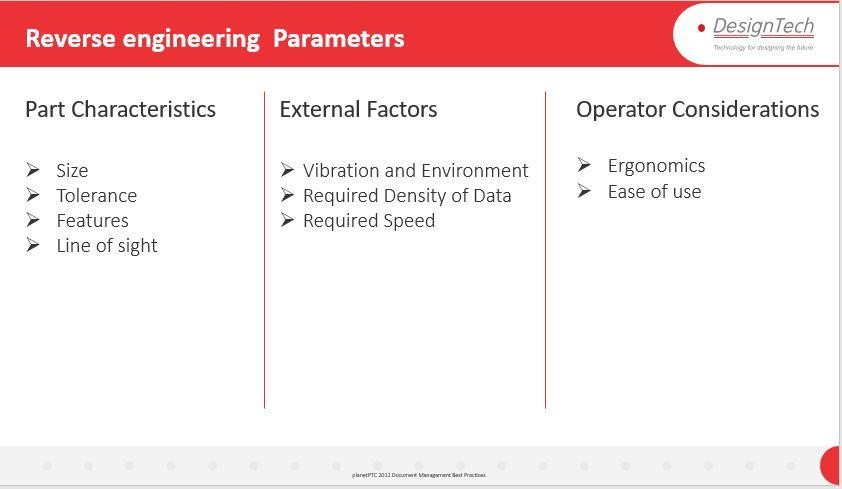 Reverse engineering  Parameters
DesignTech
Technology for designing the future
Part Characteristics
Size
Tolerance
Features
Line of sight
External Factors
Vibration and Environment
Required Density of Data
Required Speed
Operator Considerations
Ergonomics
Ease of use
planetPTC 2011 Document Management Best Practices